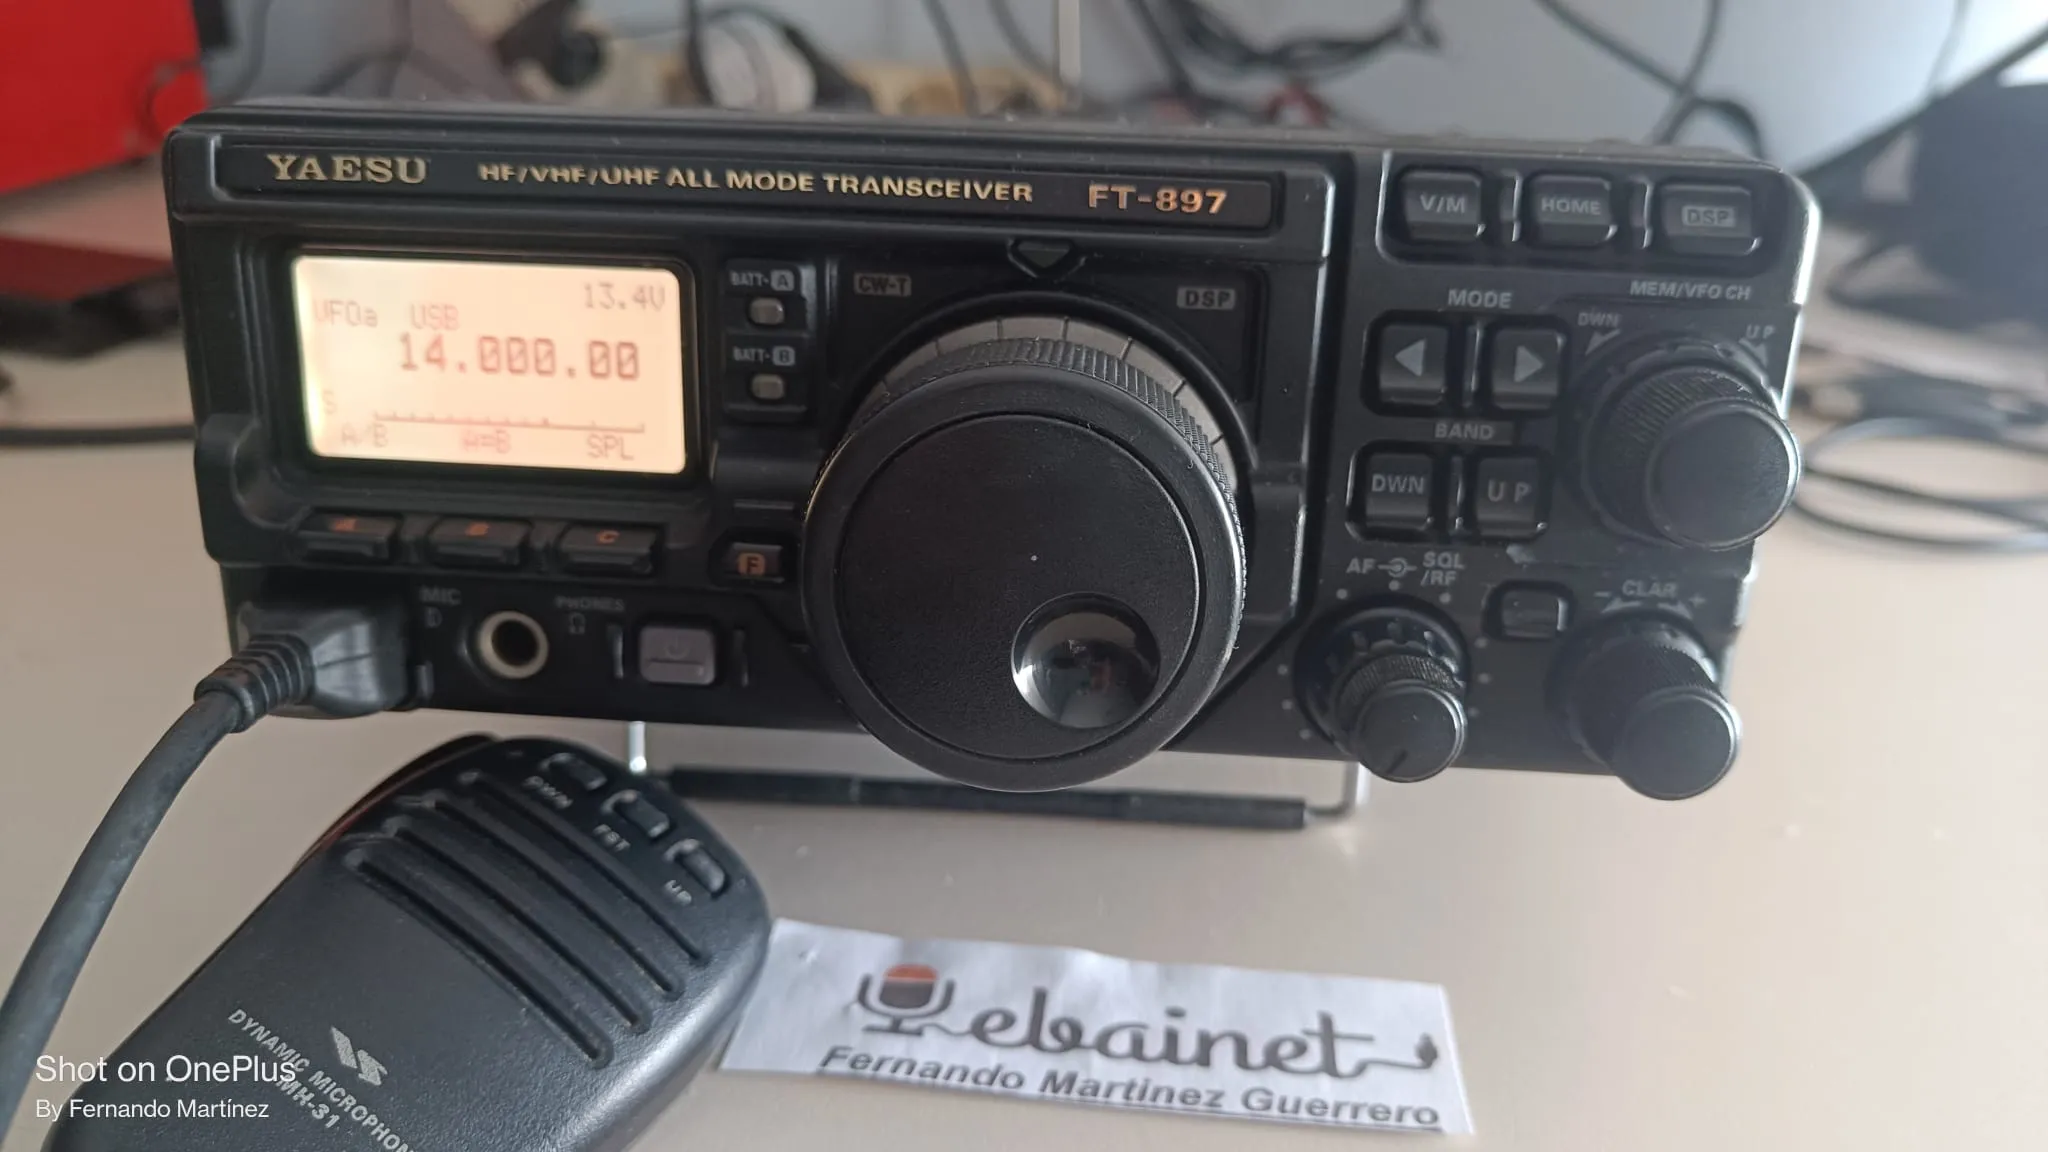 YAESU HF/VHF/UHF ALL MODE TRANSCEIVER FT-897
V/M HOME DSP
13.4V
VFOa USB
14.000.00
S
A/B A=B SPL
BATT-A
BATT-B
CW-T
DSP
MODE
MEM/VFO CH
DWN UP
BAND
DWN UP
A B C
F
MIC
PHONES
AF SQL
/RF
- CLAR +
DWN
FST
UP
DYNAMIC MICROPHON
MH-31
ebainet
Fernando Martinez Guerrero
Shot on OnePlus
By Fernando Martínez